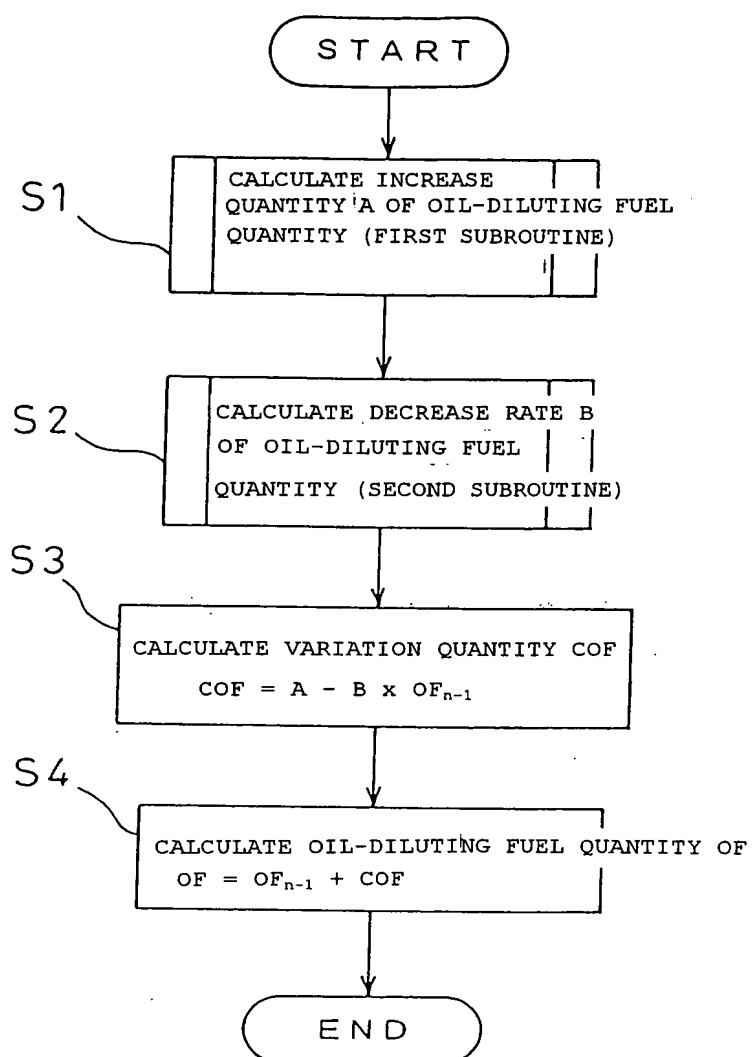 START
S1
CALCULATE INCREASE
QUANTITY A OF OIL-DILUTING FUEL
QUANTITY (FIRST SUBROUTINE)
S2
CALCULATE DECREASE RATE B
OF OIL-DILUTING FUEL
QUANTITY (SECOND SUBROUTINE)
S3
CALCULATE VARIATION QUANTITY COF
COF = A - B x OFₙ₋₁
S4
CALCULATE OIL-DILUTING FUEL QUANTITY OF
OF = OFₙ₋₁ + COF
END